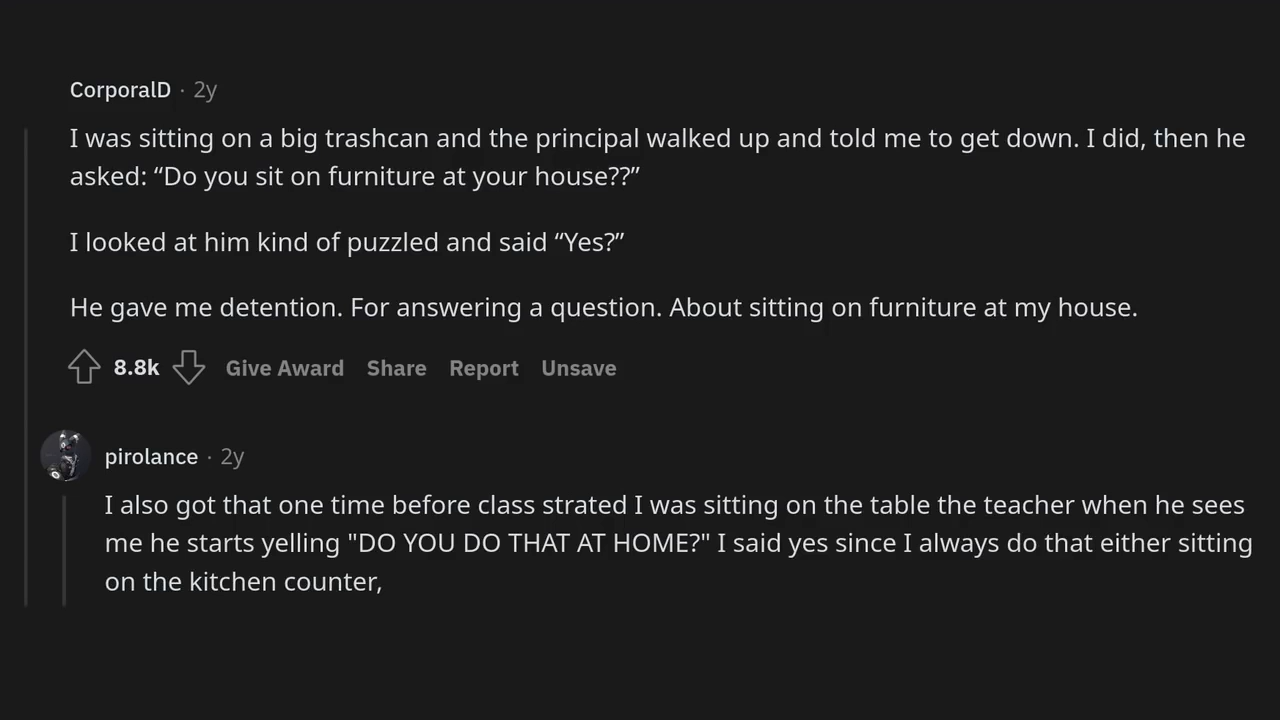 CorporalD · 2y
I was sitting on a big trashcan and the principal walked up and told me to get down. I did, then he
asked: “Do you sit on furniture at your house??”
I looked at him kind of puzzled and said “Yes?”
He gave me detention. For answering a question. About sitting on furniture at my house.
8.8k Give Award Share Report Unsave
pirolance · 2y
I also got that one time before class strated I was sitting on the table the teacher when he sees
me he starts yelling "DO YOU DO THAT AT HOME?" I said yes since I always do that either sitting
on the kitchen counter,